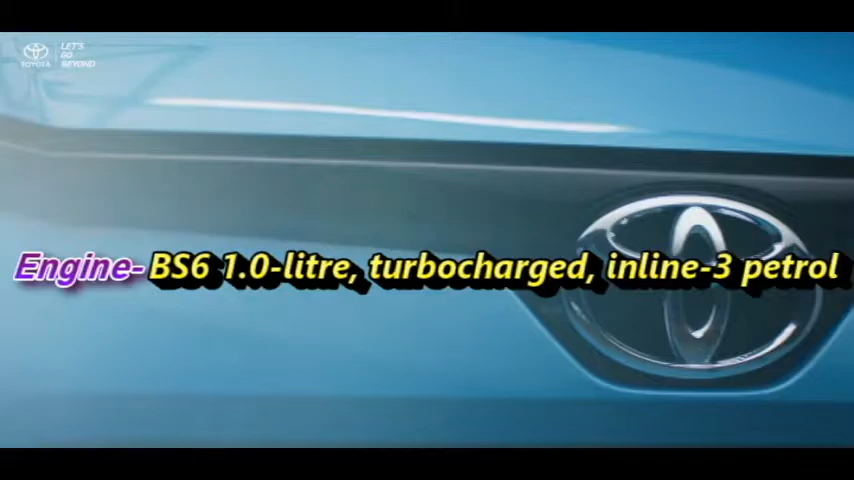 TOYOTA
LET'S
GO
BEYOND
Engine- BS6 1.0-litre, turbocharged, inline-3 petrol